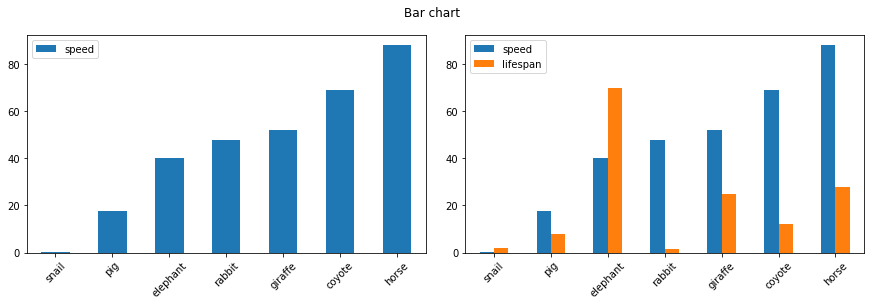 Bar chart
speed
80
60
40
20
0
snail
pig
elephant
rabbit
giraffe
coyote
horse
speed
lifespan
80
60
40
20
0
snail
pig
elephant
rabbit
giraffe
coyote
horse